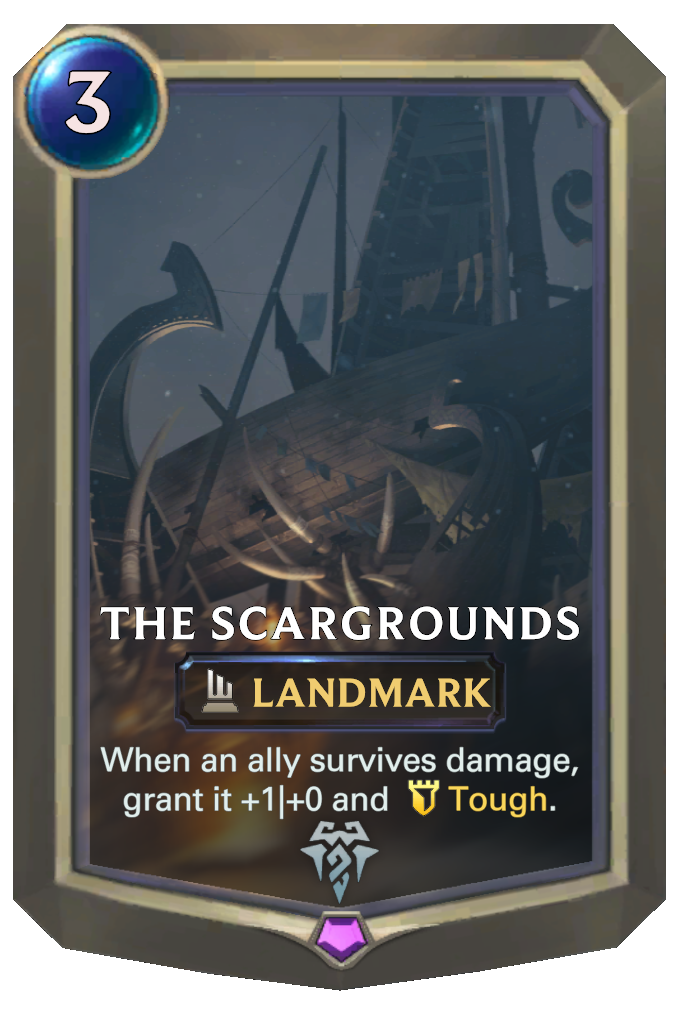 3
THE SCARGROUNDS
LANDMARK
When an ally survives damage,
grant it +1|+0 and Tough.